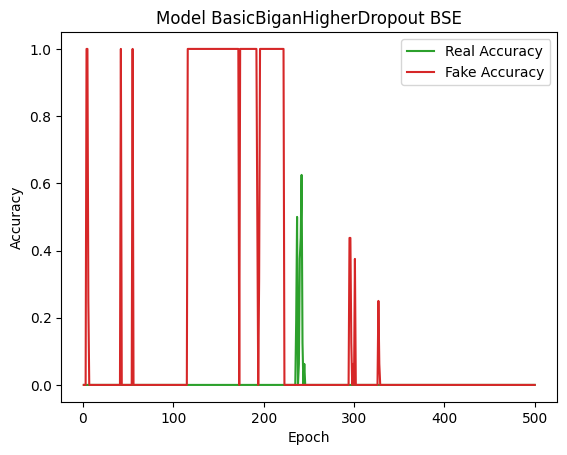 Model BasicBiganHigherDropout BSE
Real Accuracy
Fake Accuracy
Accuracy
1.0
0.8
0.6
0.4
0.2
0.0
0 100 200 300 400 500
Epoch